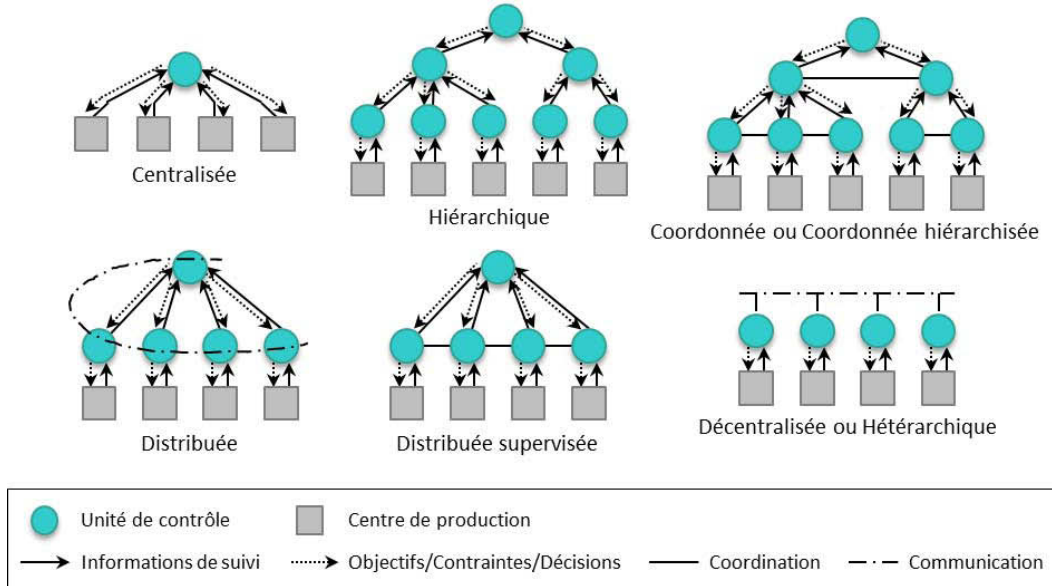 Centralisée
Hiérarchique
Coordonnée ou Coordonnée hiérarchisée
Distribuée
Distribuée supervisée
Décentralisée ou Hétérarchique
Unité de contrôle
Centre de production
Informations de suivi
Objectifs/Contraintes/Décisions
Coordination
Communication